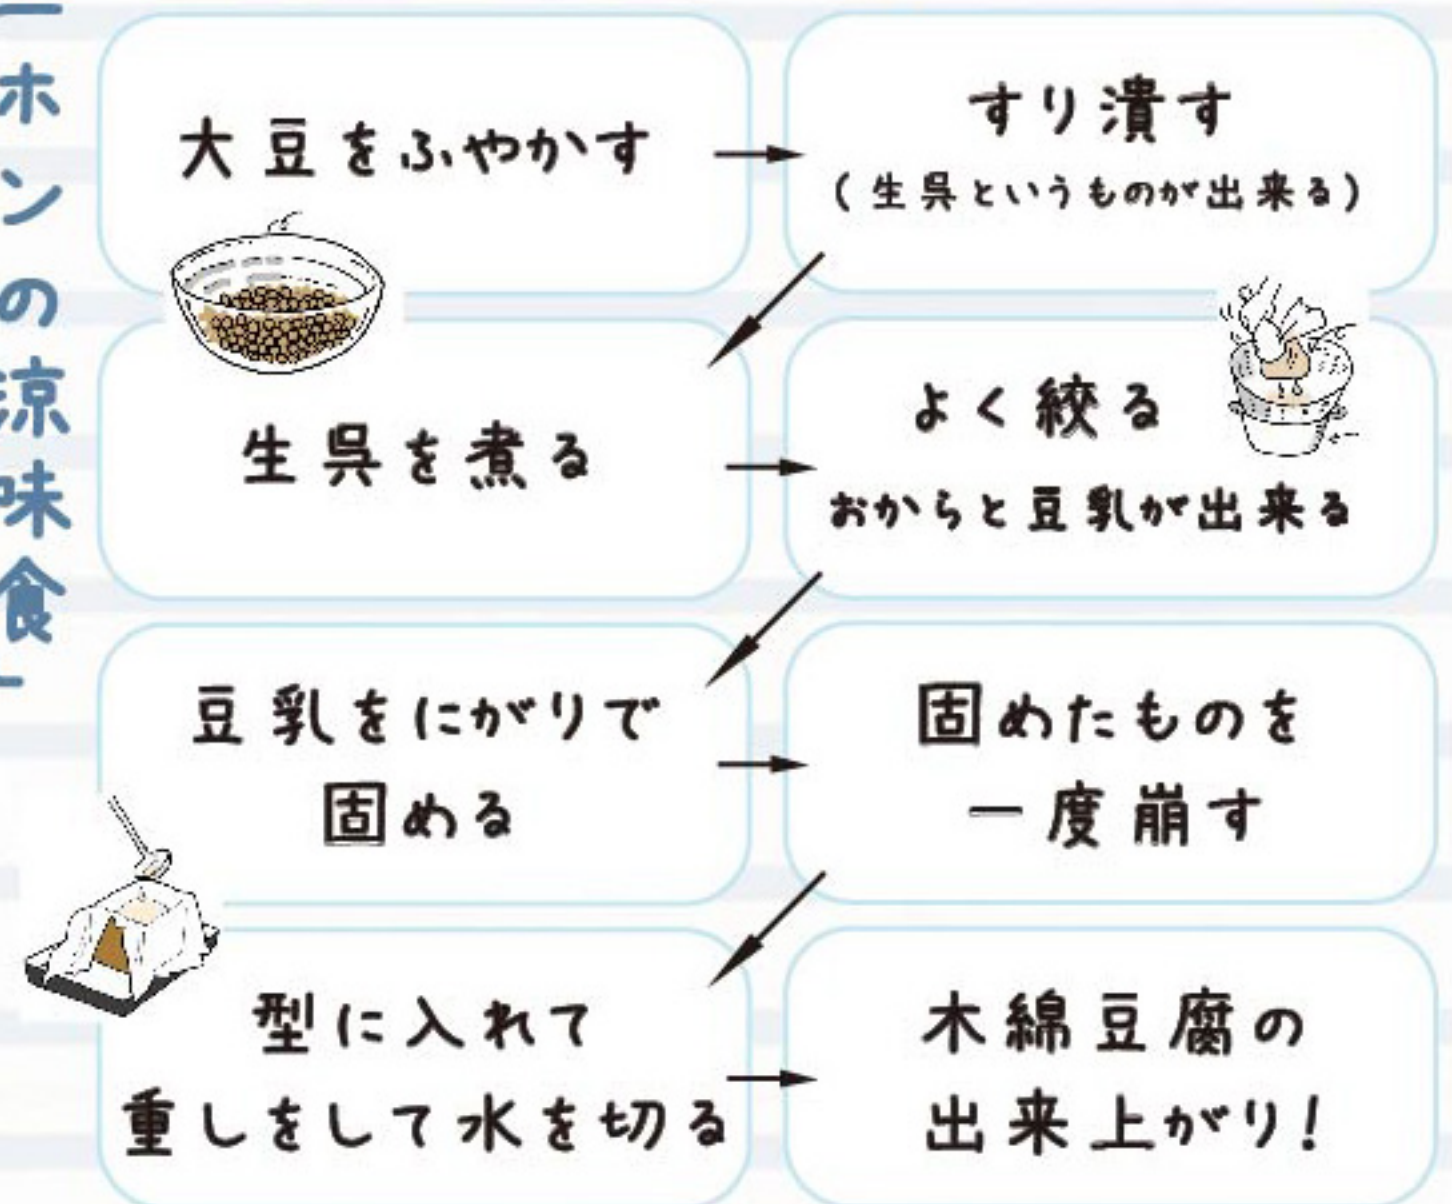 ホンの涼味食
大豆をふやかす
すり潰す
(生呉というものが出来る)
生呉を煮る
よく絞る
おからと豆乳が出来る
豆乳をにがりで
固める
固めたものを
一度崩す
型に入れて
重しをして水を切る
木綿豆腐の
出来上がり!